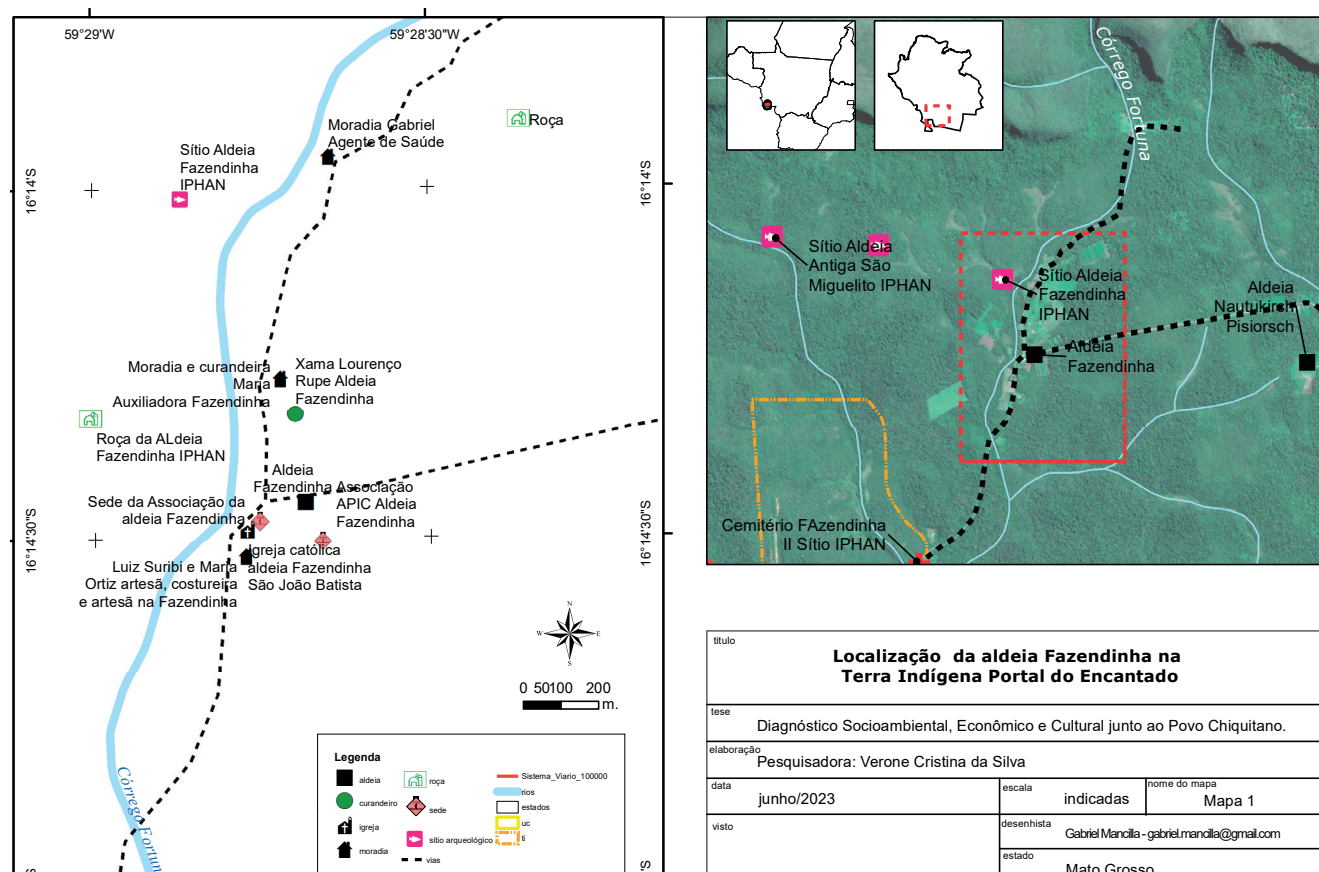 59°29'W
59°28'30"W
16°14'S
16°14'30"S
Roça
Moradia Gabriel
Agente de Saúde
Sítio Aldeia
Fazendinha
IPHAN
Moradia e curandeira
Maria
Auxiliadora Fazendinha
Xama Lourenço
Rupe Aldeia
Fazendinha
Roça da ALdeia
Fazendinha IPHAN
Aldeia
Fazendinha
Associação
APIC Aldeia
Fazendinha
Sede da Associação da
aldeia Fazendinha
Igreja católica
aldeia Fazendinha
São João Batista
Luiz Suribi e Maria
Ortiz artesã, costureira
e artesã na Fazendinha
N
W E
S
0 50100 200
m.
Córrego Fortun
Legenda
aldeia
curandeiro
igreja
moradia
roça
sede
sítio arqueológico
vias
Sistema_Viario_100000
rios
estados
uc
ti
16°14'S
16°14'30"S
Córrego Fortuna
Sítio Aldeia
Antiga São
Miguelito IPHAN
Sítio Aldeia
Fazendinha
IPHAN
Aldeia
Nautukirch
Pisiorsch
Aldeia
Fazendinha
Cemitério FAzendinha
II Sítio IPHAN
titulo
Localização da aldeia Fazendinha na
Terra Indígena Portal do Encantado
tese
Diagnóstico Socioambiental, Econômico e Cultural junto ao Povo Chiquitano.
elaboração
Pesquisadora: Verone Cristina da Silva
data
junho/2023
escala
indicadas
nome do mapa
Mapa 1
visto
desenhista
Gabriel Mancilla - gabriel.mancilla@gmail.com
estado
Mato Grosso